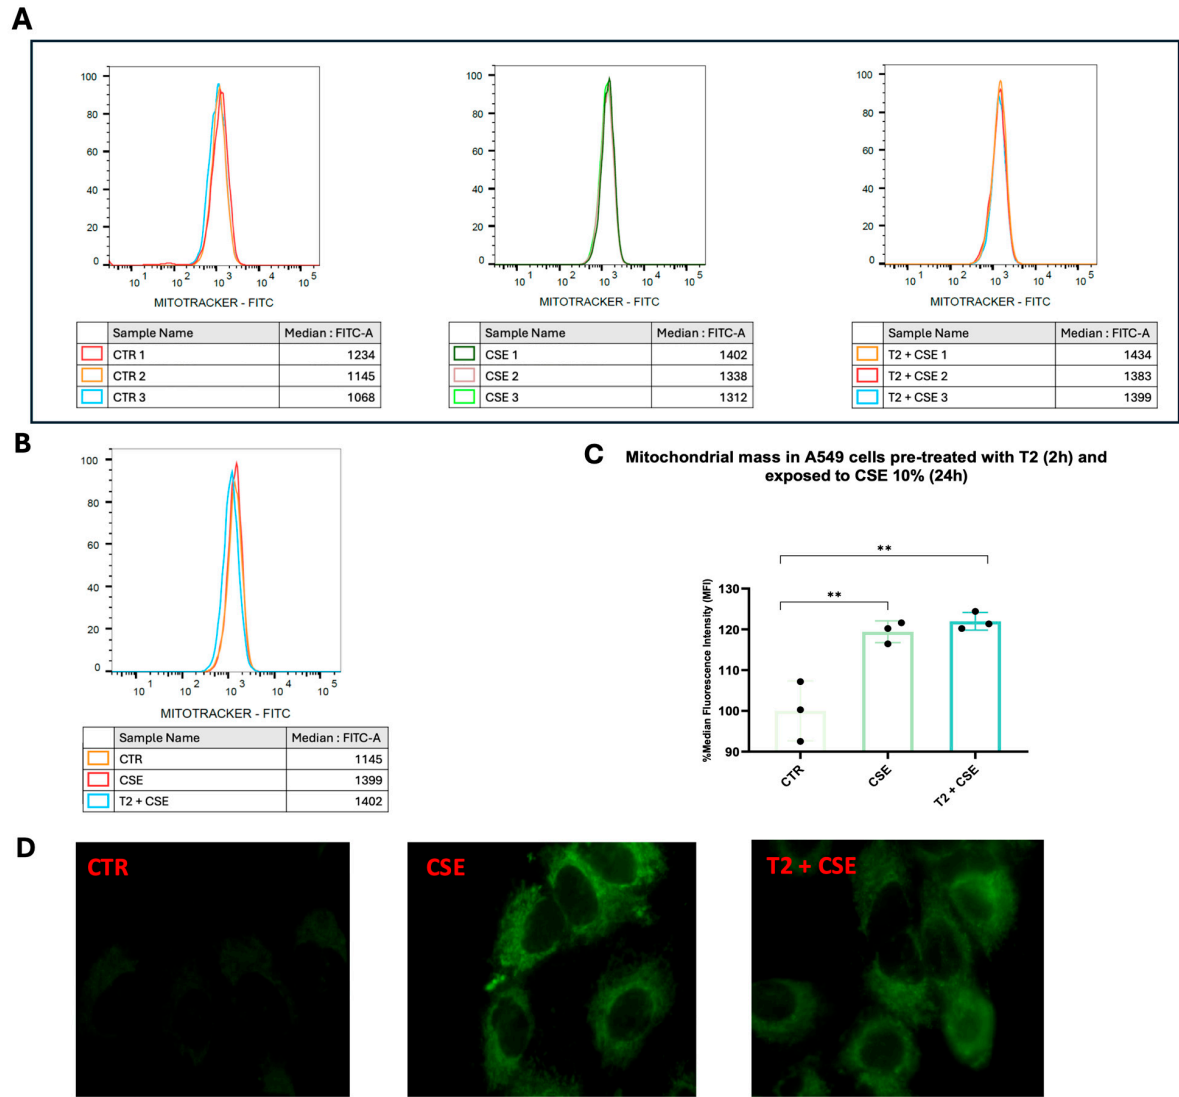 A
100
80
60
40
20
0
10 1
10 2
10 3
10 4
10 5
MITOTRACKER - FITC
Sample Name Median : FITC-A
CTR 1 1234
CTR 2 1145
CTR 3 1068
100
80
60
40
20
0
10 1
10 2
10 3
10 4
10 5
MITOTRACKER - FITC
Sample Name Median : FITC-A
CSE 1 1402
CSE 2 1338
CSE 3 1312
100
80
60
40
20
0
10 1
10 2
10 3
10 4
10 5
MITOTRACKER - FITC
Sample Name Median : FITC-A
T2 + CSE 1 1434
T2 + CSE 2 1383
T2 + CSE 3 1399
B
100
80
60
40
20
0
10 1
10 2
10 3
10 4
10 5
MITOTRACKER - FITC
Sample Name Median : FITC-A
CTR 1145
CSE 1399
T2 + CSE 1402
C
Mitochondrial mass in A549 cells pre-treated with T2 (2h) and
exposed to CSE 10% (24h)
%Median Fluorescence Intensity (MFI)
130
120
110
100
90
**
**
CTR
CSE
T2 + CSE
D
CTR
CSE
T2 + CSE